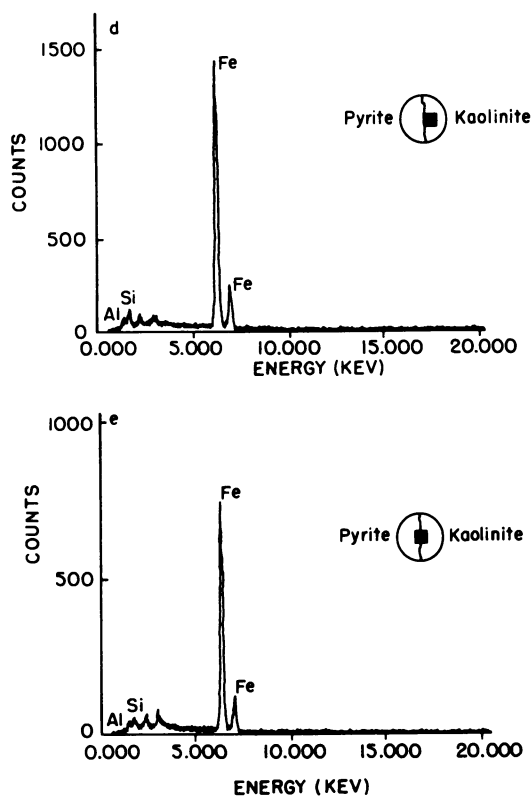 d
1500
1000
500
0
COUNTS
Fe
Fe
Al
Si
Pyrite
Kaolinite
0.000
5.000
10.000
15.000
20.000
ENERGY (KEV)
e
1000
500
0
COUNTS
Fe
Fe
Al
Si
Pyrite
Kaolinite
0.000
5.000
10.000
15.000
20.000
ENERGY (KEV)